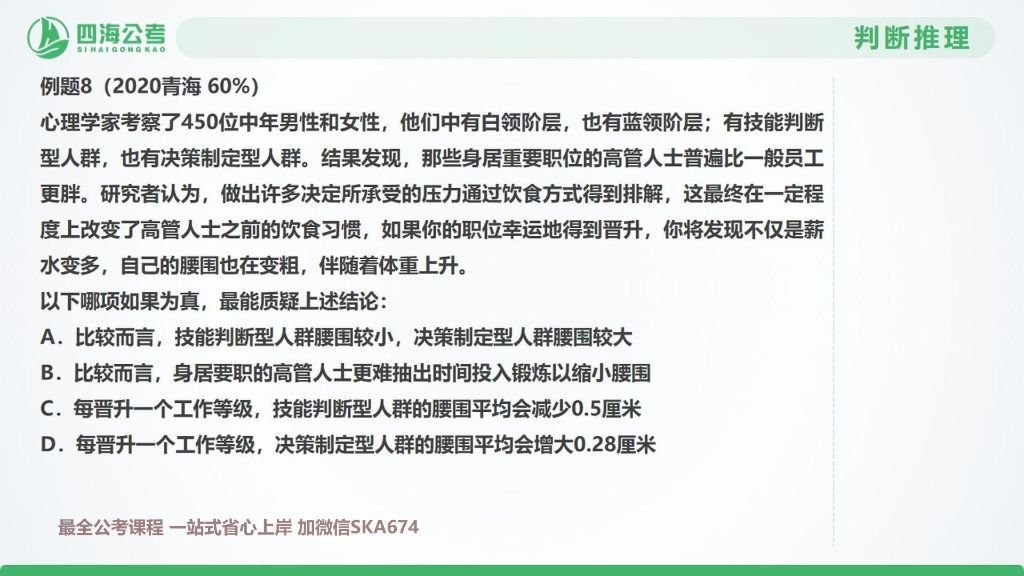 四海公考
SIHAIGONGKAO
判断推理
例题8（2020青海 60%）
心理学家考察了450位中年男性和女性，他们中有白领阶层，也有蓝领阶层；有技能判断
型人群，也有决策制定型人群。结果发现，那些身居重要职位的高管人士普遍比一般员工
更胖。研究者认为，做出许多决定所承受的压力通过饮食方式得到排解，这最终在一定程
度上改变了高管人士之前的饮食习惯，如果你的职位幸运地得到晋升，你将发现不仅是薪
水变多，自己的腰围也在变粗，伴随着体重上升。
以下哪项如果为真，最能质疑上述结论：
A．比较而言，技能判断型人群腰围较小，决策制定型人群腰围较大
B．比较而言，身居要职的高管人士更难抽出时间投入锻炼以缩小腰围
C．每晋升一个工作等级，技能判断型人群的腰围平均会减少0.5厘米
D．每晋升一个工作等级，决策制定型人群的腰围平均会增大0.28厘米
最全公考课程 一站式省心上岸 加微信SKA674